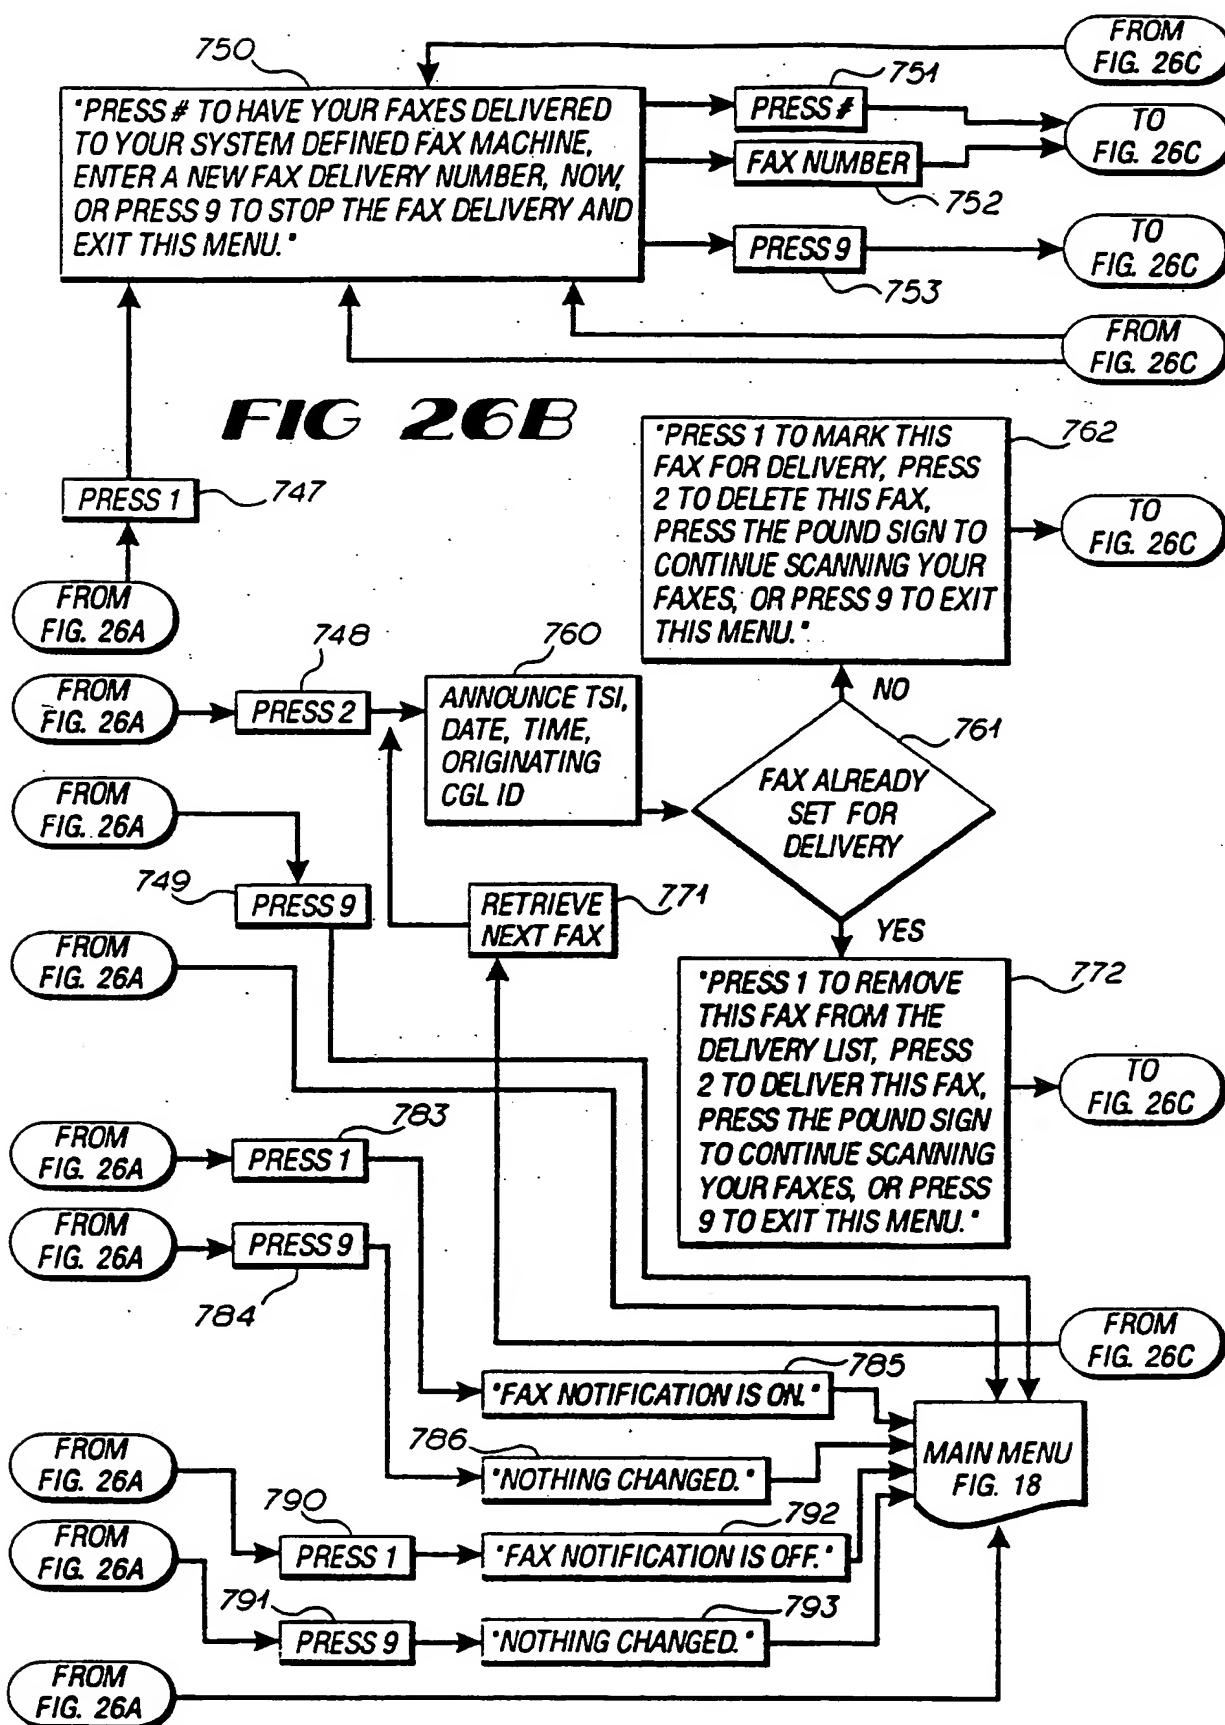 750
FROM
FIG. 26C
"PRESS # TO HAVE YOUR FAXES DELIVERED
TO YOUR SYSTEM DEFINED FAX MACHINE,
ENTER A NEW FAX DELIVERY NUMBER, NOW,
OR PRESS 9 TO STOP THE FAX DELIVERY AND
EXIT THIS MENU."
751
PRESS #
TO
FIG. 26C
FAX NUMBER
752
PRESS 9
TO
FIG. 26C
753
FROM
FIG. 26C
FIG 26B
PRESS 1
747
FROM
FIG. 26A
"PRESS 1 TO MARK THIS
FAX FOR DELIVERY, PRESS
2 TO DELETE THIS FAX,
PRESS THE POUND SIGN TO
CONTINUE SCANNING YOUR
FAXES, OR PRESS 9 TO EXIT
THIS MENU."
762
TO
FIG. 26C
FROM
FIG. 26A
748
PRESS 2
760
ANNOUNCE TSI,
DATE, TIME,
ORIGINATING
CGL ID
NO
761
FAX ALREADY
SET FOR
DELIVERY
YES
FROM
FIG. 26A
749
PRESS 9
RETRIEVE
NEXT FAX
771
FROM
FIG. 26A
"PRESS 1 TO REMOVE
THIS FAX FROM THE
DELIVERY LIST, PRESS
2 TO DELIVER THIS FAX,
PRESS THE POUND SIGN
TO CONTINUE SCANNING
YOUR FAXES, OR PRESS
9 TO EXIT THIS MENU."
772
TO
FIG. 26C
FROM
FIG. 26A
783
PRESS 1
FROM
FIG. 26A
PRESS 9
784
FROM
FIG. 26C
785
"FAX NOTIFICATION IS ON."
786
"NOTHING CHANGED."
MAIN MENU
FIG. 18
FROM
FIG. 26A
790
PRESS 1
792
"FAX NOTIFICATION IS OFF."
FROM
FIG. 26A
791
PRESS 9
793
"NOTHING CHANGED."
FROM
FIG. 26A